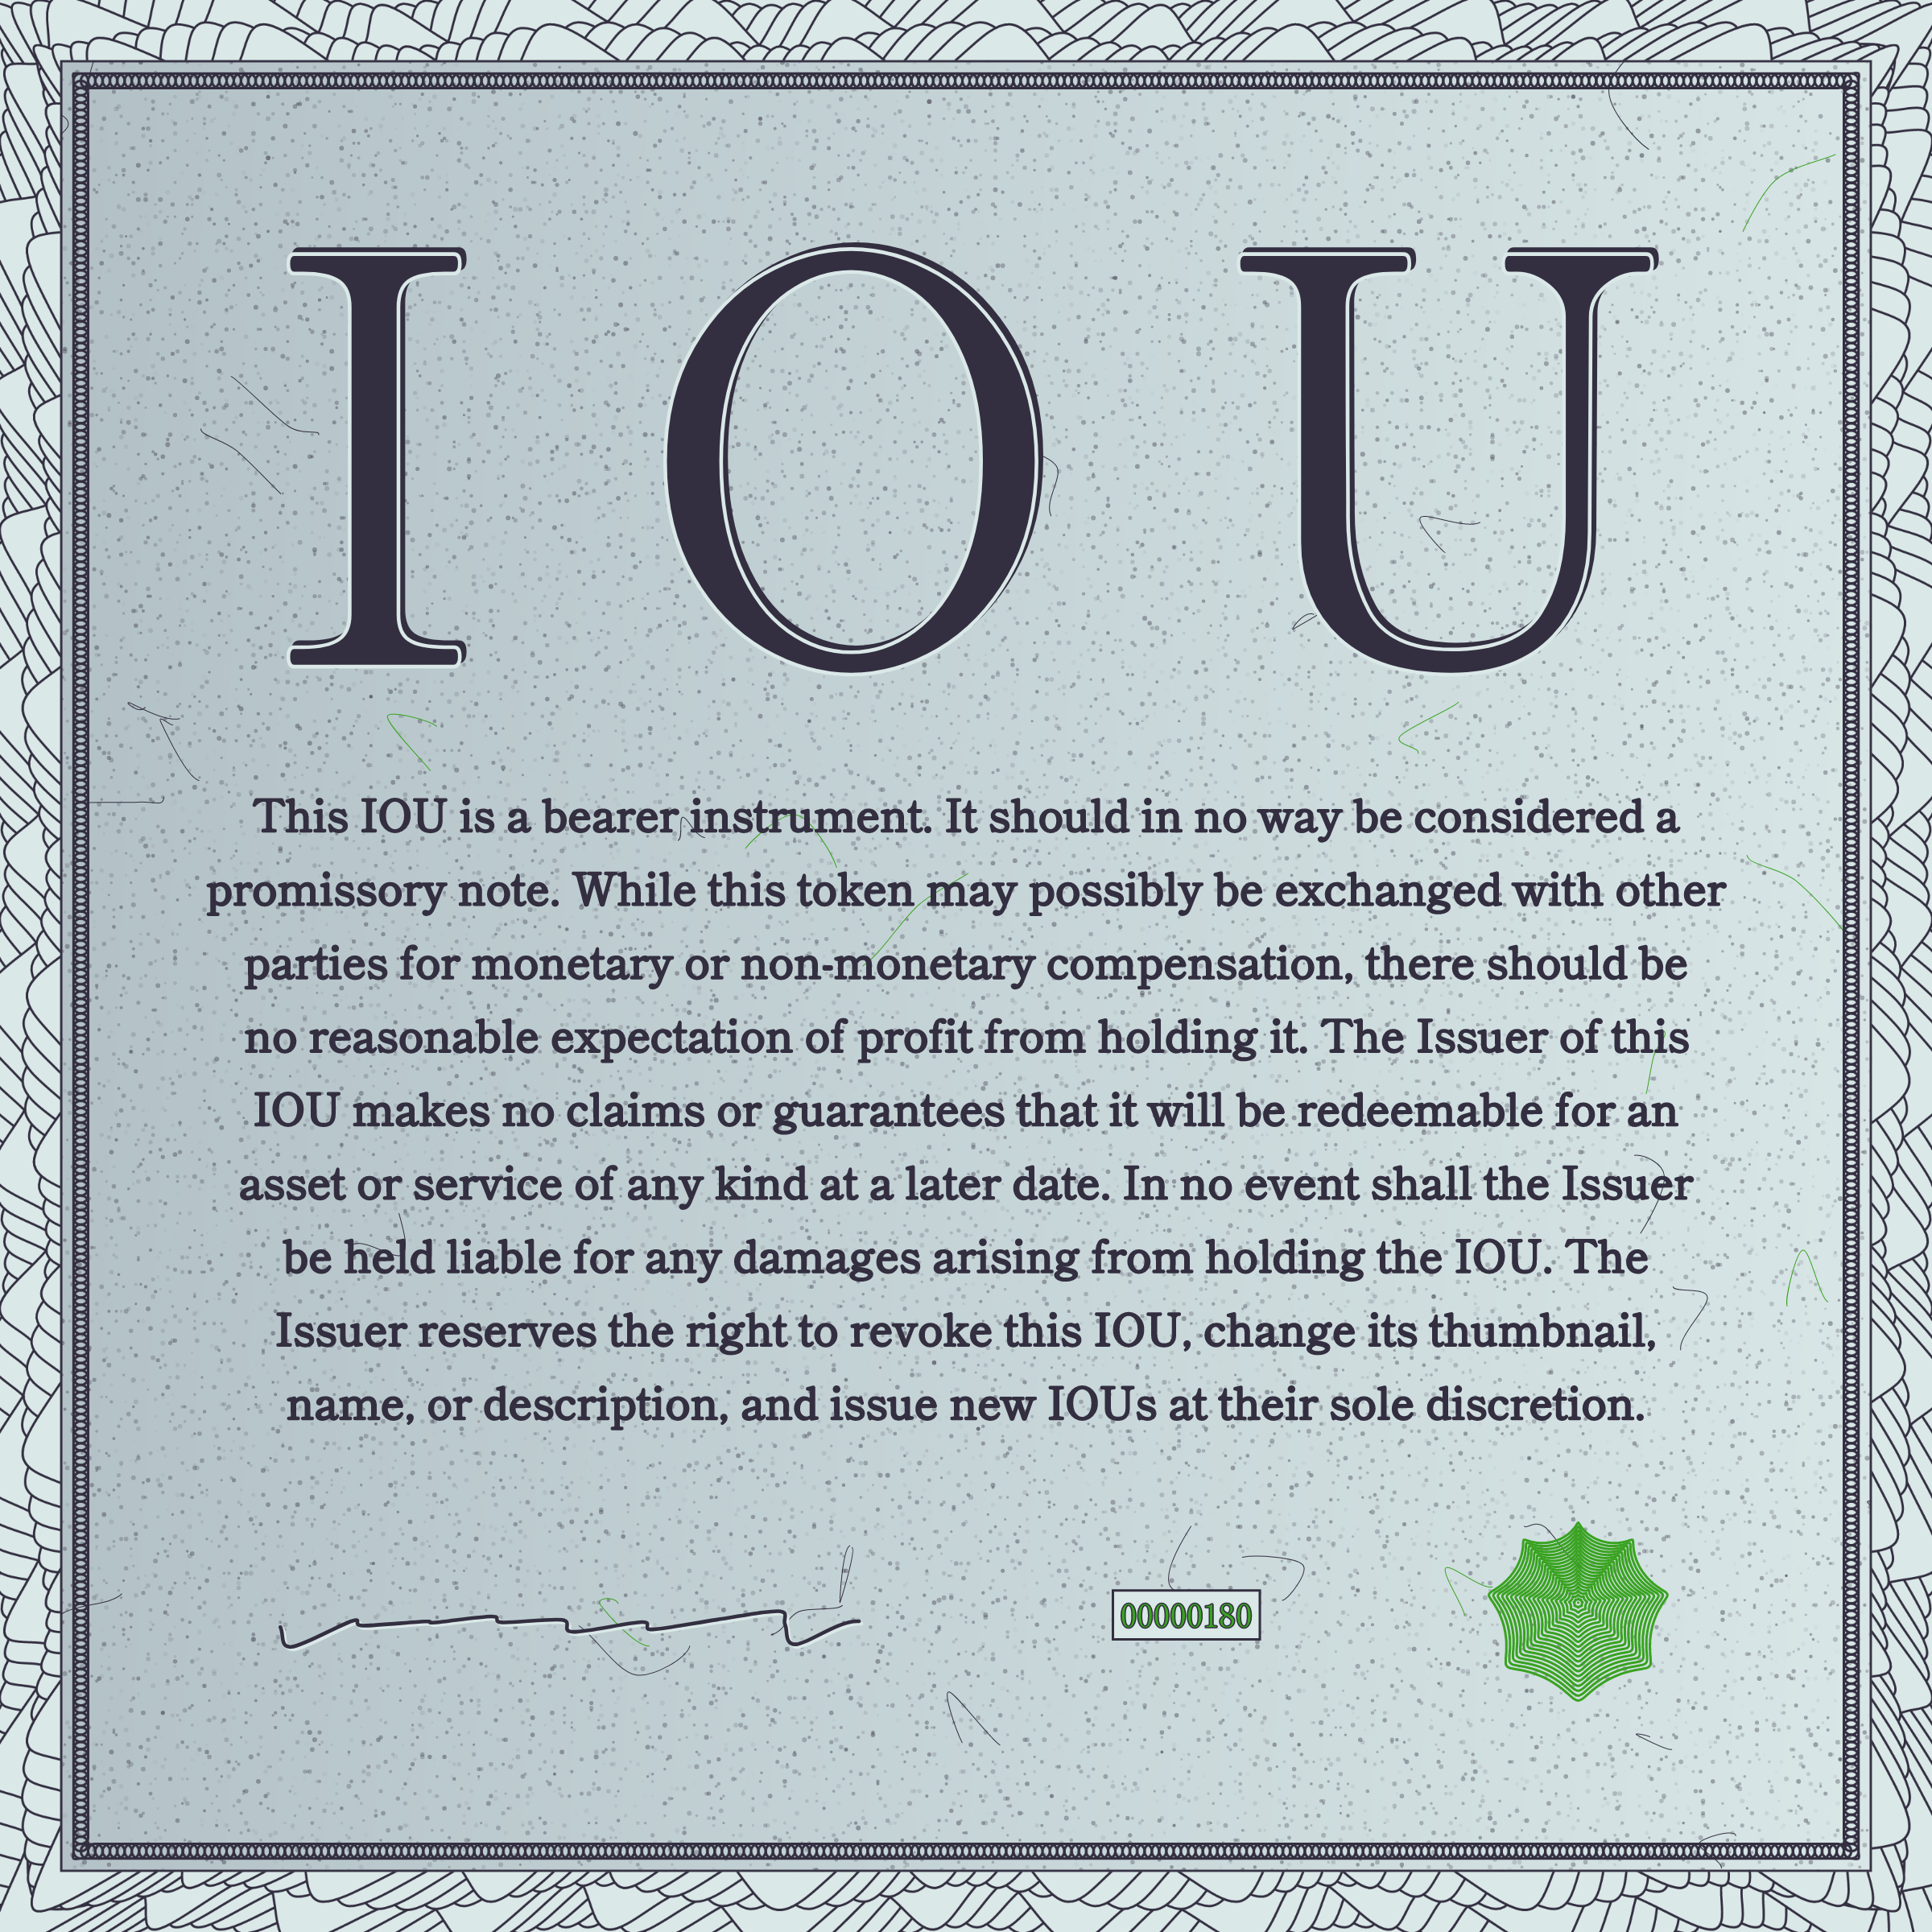 I O U
This IOU is a bearer instrument. It should in no way be considered a
promissory note. While this token may possibly be exchanged with other
parties for monetary or non-monetary compensation, there should be
no reasonable expectation of profit from holding it. The Issuer of this
IOU makes no claims or guarantees that it will be redeemable for an
asset or service of any kind at a later date. In no event shall the Issuer
be held liable for any damages arising from holding the IOU. The
Issuer reserves the right to revoke this IOU, change its thumbnail,
name, or description, and issue new IOUs at their sole discretion.
00000180